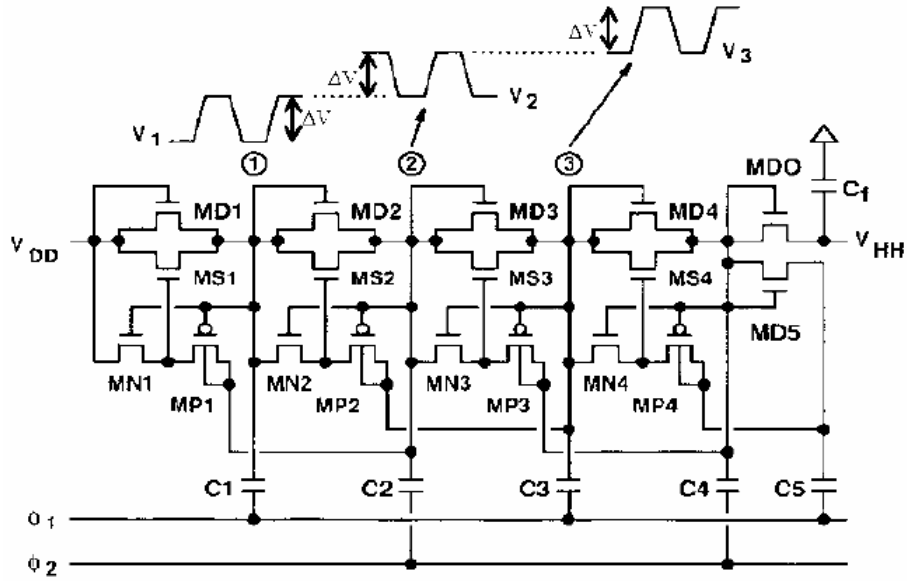 ΔV
V3
ΔV
V2
ΔV
V1
1
2
3
MDO
Cf
MD1
MD2
MD3
MD4
VDD
VHH
MS1
MS2
MS3
MS4
MD5
MN1
MN2
MN3
MN4
MP1
MP2
MP3
MP4
C1
C2
C3
C4
C5
ϕ1
ϕ2